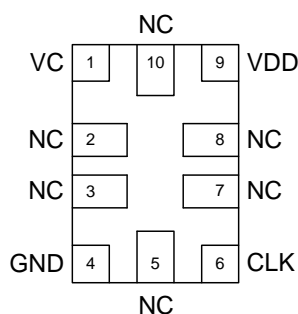 NC
VC 1 10 9 VDD
NC 2 8 NC
NC 3 7 NC
GND 4 5 6 CLK
NC